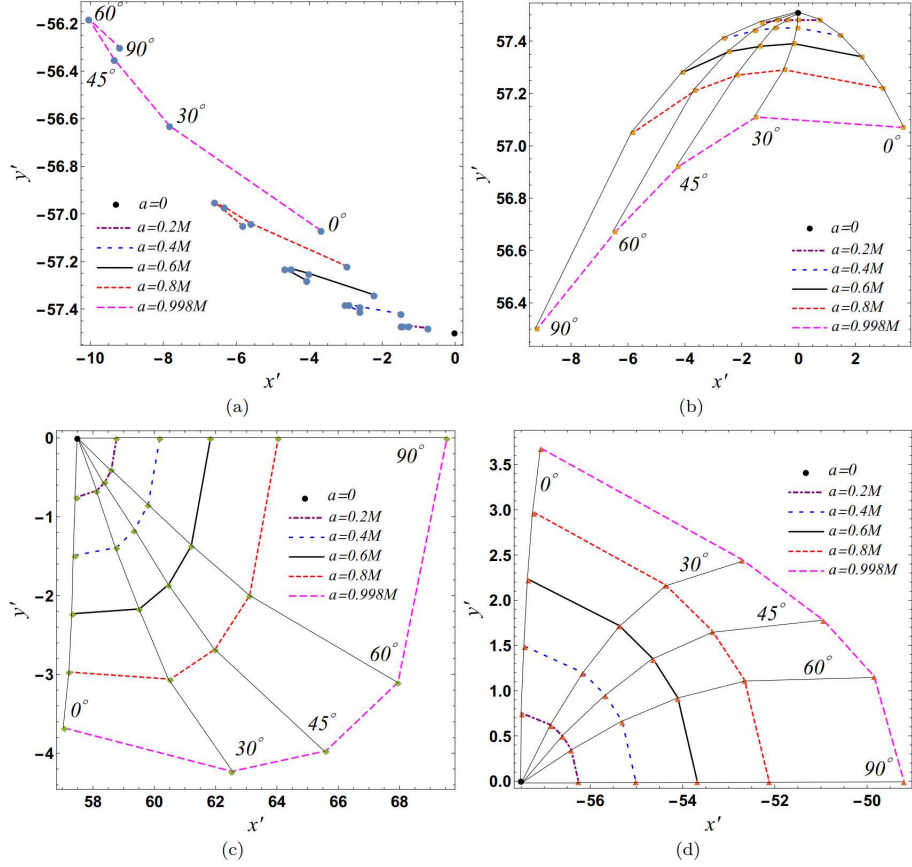 60°
90°
45°
30°
0°
-56.2
-56.4
-56.6
-56.8
-57.0
-57.2
-57.4
y′
a=0
a=0.2M
a=0.4M
a=0.6M
a=0.8M
a=0.998M
-10 -8 -6 -4 -2 0
x′
(a)
57.4
57.2
57.0
56.8
56.6
56.4
y′
30°
0°
45°
60°
90°
a=0
a=0.2M
a=0.4M
a=0.6M
a=0.8M
a=0.998M
-8 -6 -4 -2 0 2
x′
(b)
0
-1
-2
-3
-4
y′
90°
60°
45°
30°
0°
a=0
a=0.2M
a=0.4M
a=0.6M
a=0.8M
a=0.998M
58 60 62 64 66 68
x′
(c)
3.5
3.0
2.5
2.0
1.5
1.0
0.5
0.0
y′
0°
30°
45°
60°
90°
a=0
a=0.2M
a=0.4M
a=0.6M
a=0.8M
a=0.998M
-56 -54 -52 -50
x′
(d)